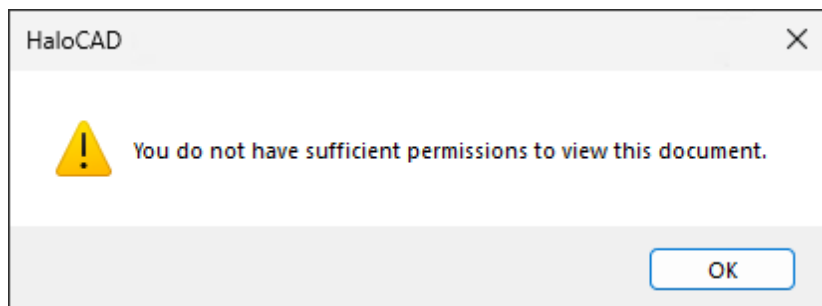 HaloCAD
You do not have sufficient permissions to view this document.
OK